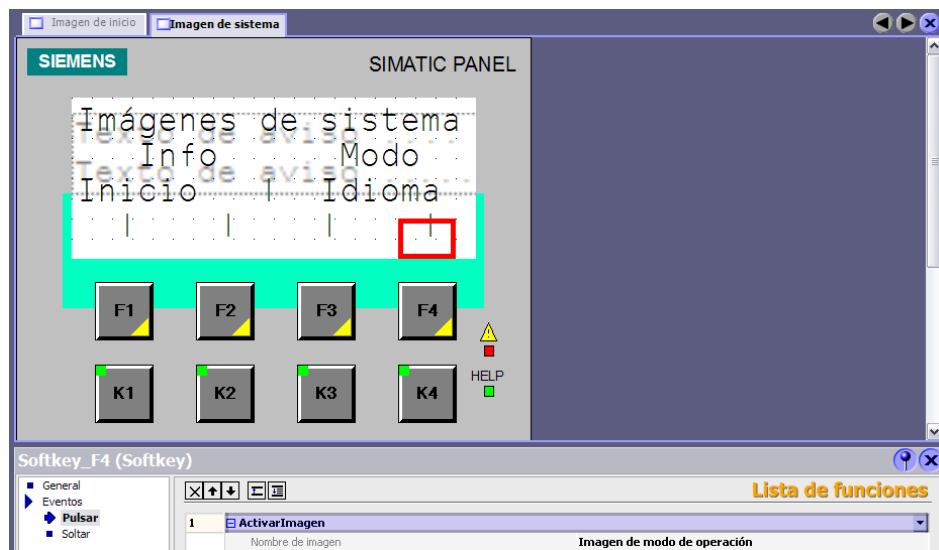 Imagen de inicio Imagen de sistema
SIEMENS
SIMATIC PANEL
Imágenes de sistema
Texto de aviso
Info Modo
Texto de aviso
Inicio | Idioma
F1 F2 F3 F4
K1 K2 K3 K4
HELP
Softkey_F4 (Softkey)
General
Eventos
Pulsar
Soltar
Lista de funciones
1 ActivarImagen
Nombre de imagen Imagen de modo de operación